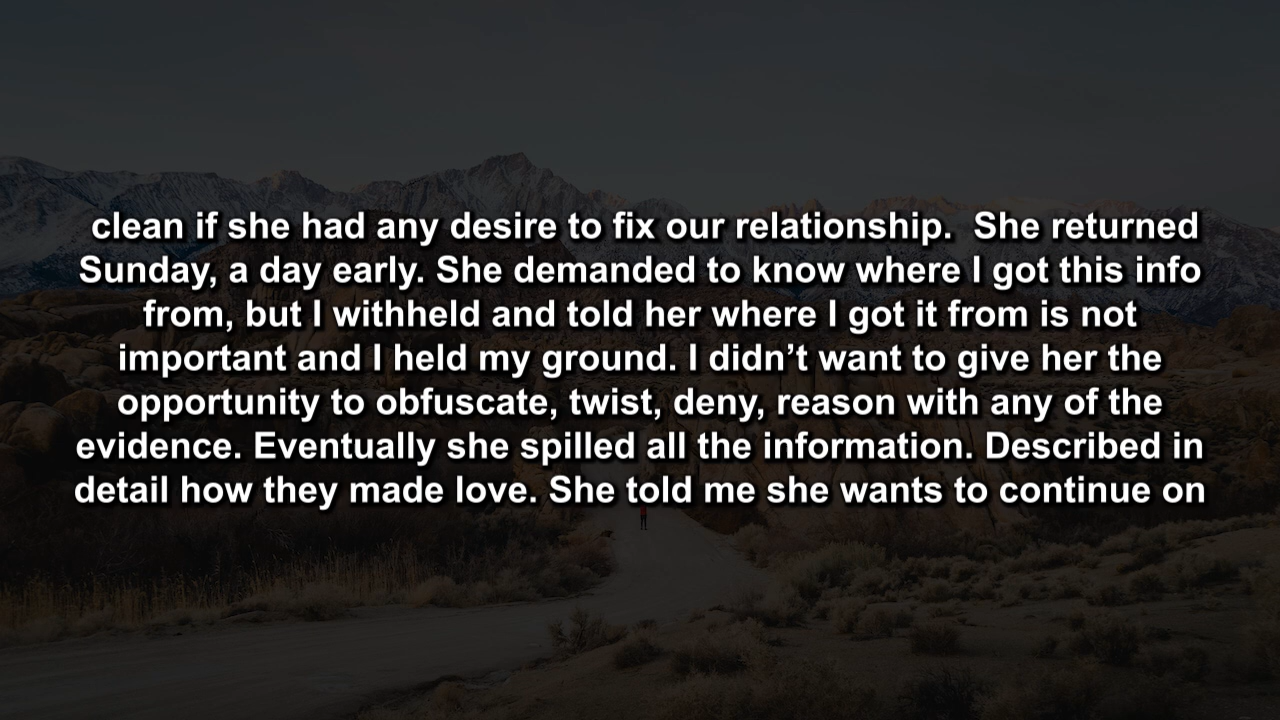 clean if she had any desire to fix our relationship.  She returned
Sunday, a day early. She demanded to know where I got this info
from, but I withheld and told her where I got it from is not
important and I held my ground. I didn’t want to give her the
opportunity to obfuscate, twist, deny, reason with any of the
evidence. Eventually she spilled all the information. Described in
detail how they made love. She told me she wants to continue on